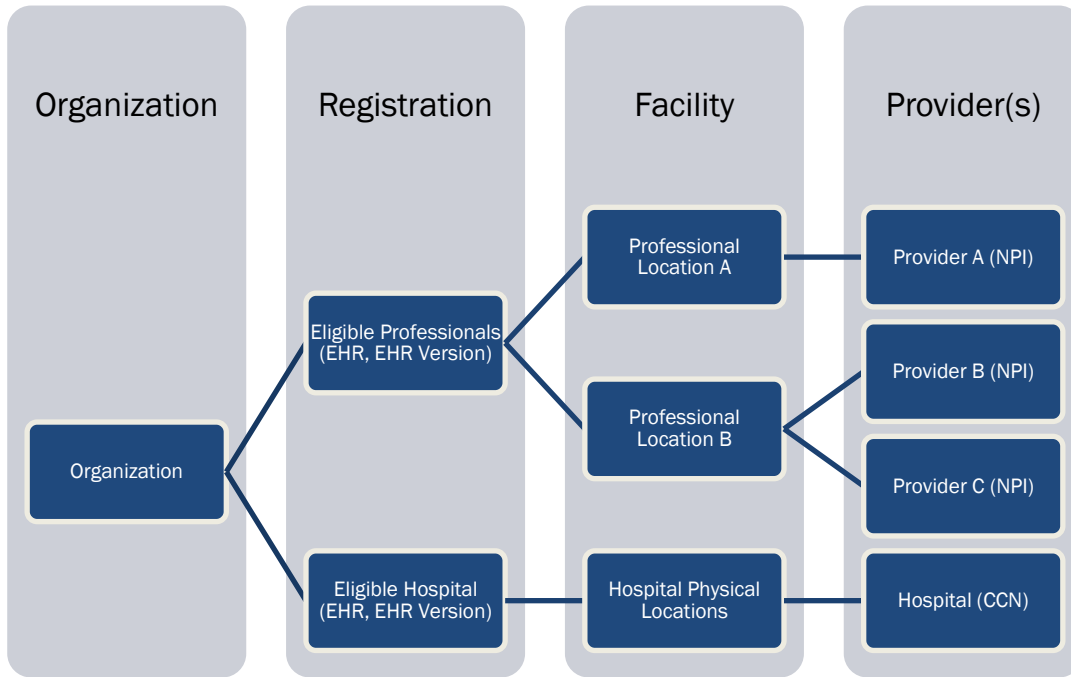 Organization
Registration
Facility
Provider(s)
Organization
Eligible Professionals
(EHR, EHR Version)
Professional
Location A
Provider A (NPI)
Professional
Location B
Provider B (NPI)
Provider C (NPI)
Eligible Hospital
(EHR, EHR Version)
Hospital Physical
Locations
Hospital (CCN)